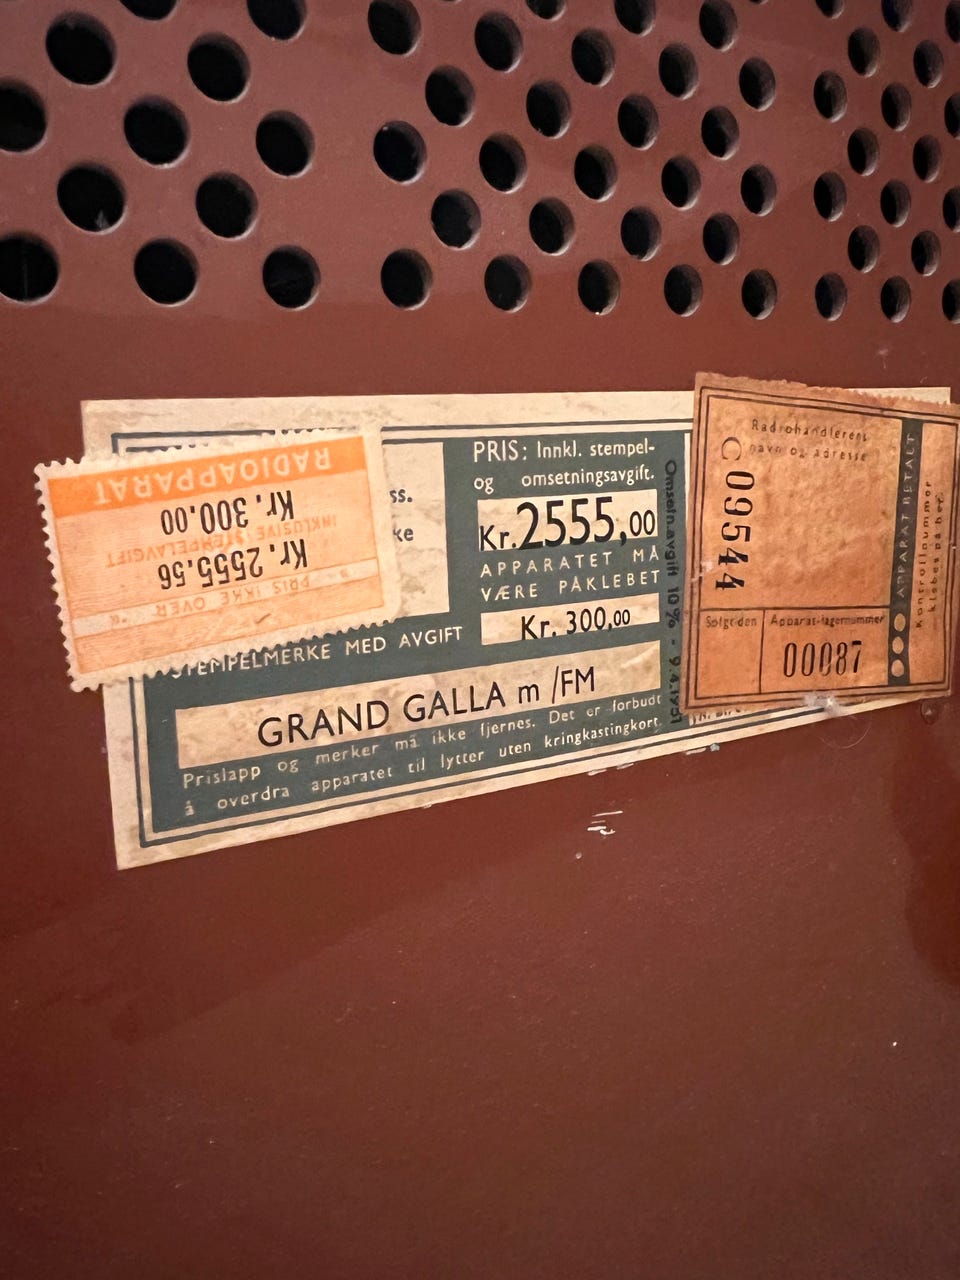 RADIOAPPARAT
Kr. 300.00
INKLUSIVE STEMPELAVGIFT
Kr. 2555.56
PRIS IKKE OVER
ss.
ke
STEMPELMERKE MED AVGIFT
PRIS: Innkl. stempel-
og omsetningsavgift.
Kr. 2555,00
APPARATET MÅ
VÆRE PÅKLEBET
Kr. 300,00
GRAND GALLA m/FM
Prislapp og merker må ikke fjernes. Det er forbudt
å overdra apparatet til lytter uten kringkastingkort.
Omsetn.avgift 10% - 9.4.1951
Radiohandlerens
navn og adresse
C 09544
Solgt den
Apparat-lagernummer
00087
APPARAT BETALT
Kontrollnummer
klebes på her.